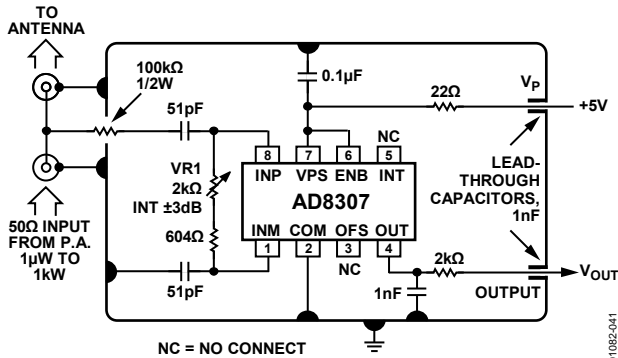 TO
ANTENNA
100kΩ
1/2W
51pF
0.1µF
22Ω
VP
+5V
NC
8
7
6
5
INP
VPS
ENB
INT
VR1
2kΩ
INT ±3dB
AD8307
LEAD-
THROUGH
CAPACITORS,
1nF
604Ω
INM
COM
OFS
OUT
1
2
3
4
NC
50Ω INPUT
FROM P.A.
1µW TO
1kW
51pF
2kΩ
VOUT
1nF
OUTPUT
NC = NO CONNECT
01082-041